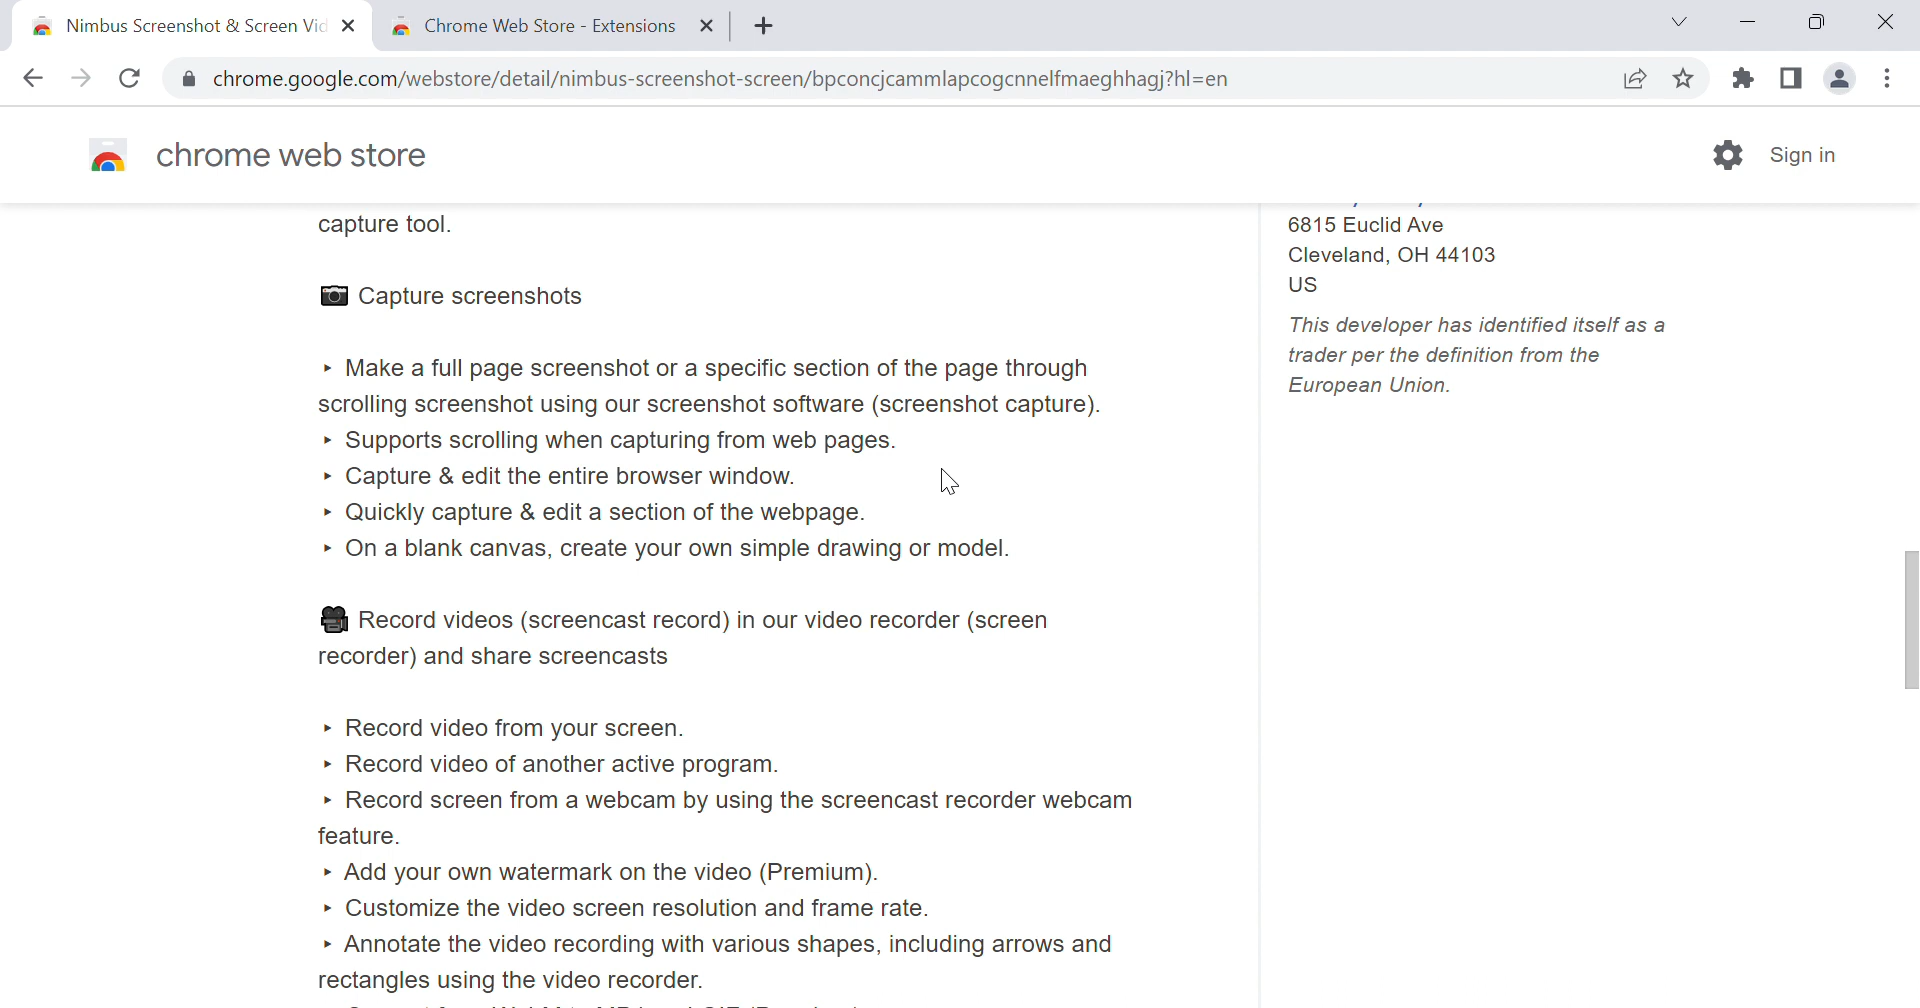 Nimbus Screenshot & Screen Vid
Chrome Web Store - Extensions
chrome.google.com/webstore/detail/nimbus-screenshot-screen/bpconcjcammlapcogcnnelfmaeghhagj?hl=en
chrome web store
Sign in
capture tool.
📷 Capture screenshots
‣ Make a full page screenshot or a specific section of the page through
scrolling screenshot using our screenshot software (screenshot capture).
‣ Supports scrolling when capturing from web pages.
‣ Capture & edit the entire browser window.
‣ Quickly capture & edit a section of the webpage.
‣ On a blank canvas, create your own simple drawing or model.
🎥 Record videos (screencast record) in our video recorder (screen
recorder) and share screencasts
‣ Record video from your screen.
‣ Record video of another active program.
‣ Record screen from a webcam by using the screencast recorder webcam
feature.
‣ Add your own watermark on the video (Premium).
‣ Customize the video screen resolution and frame rate.
‣ Annotate the video recording with various shapes, including arrows and
rectangles using the video recorder.
6815 Euclid Ave
Cleveland, OH 44103
US
This developer has identified itself as a
trader per the definition from the
European Union.